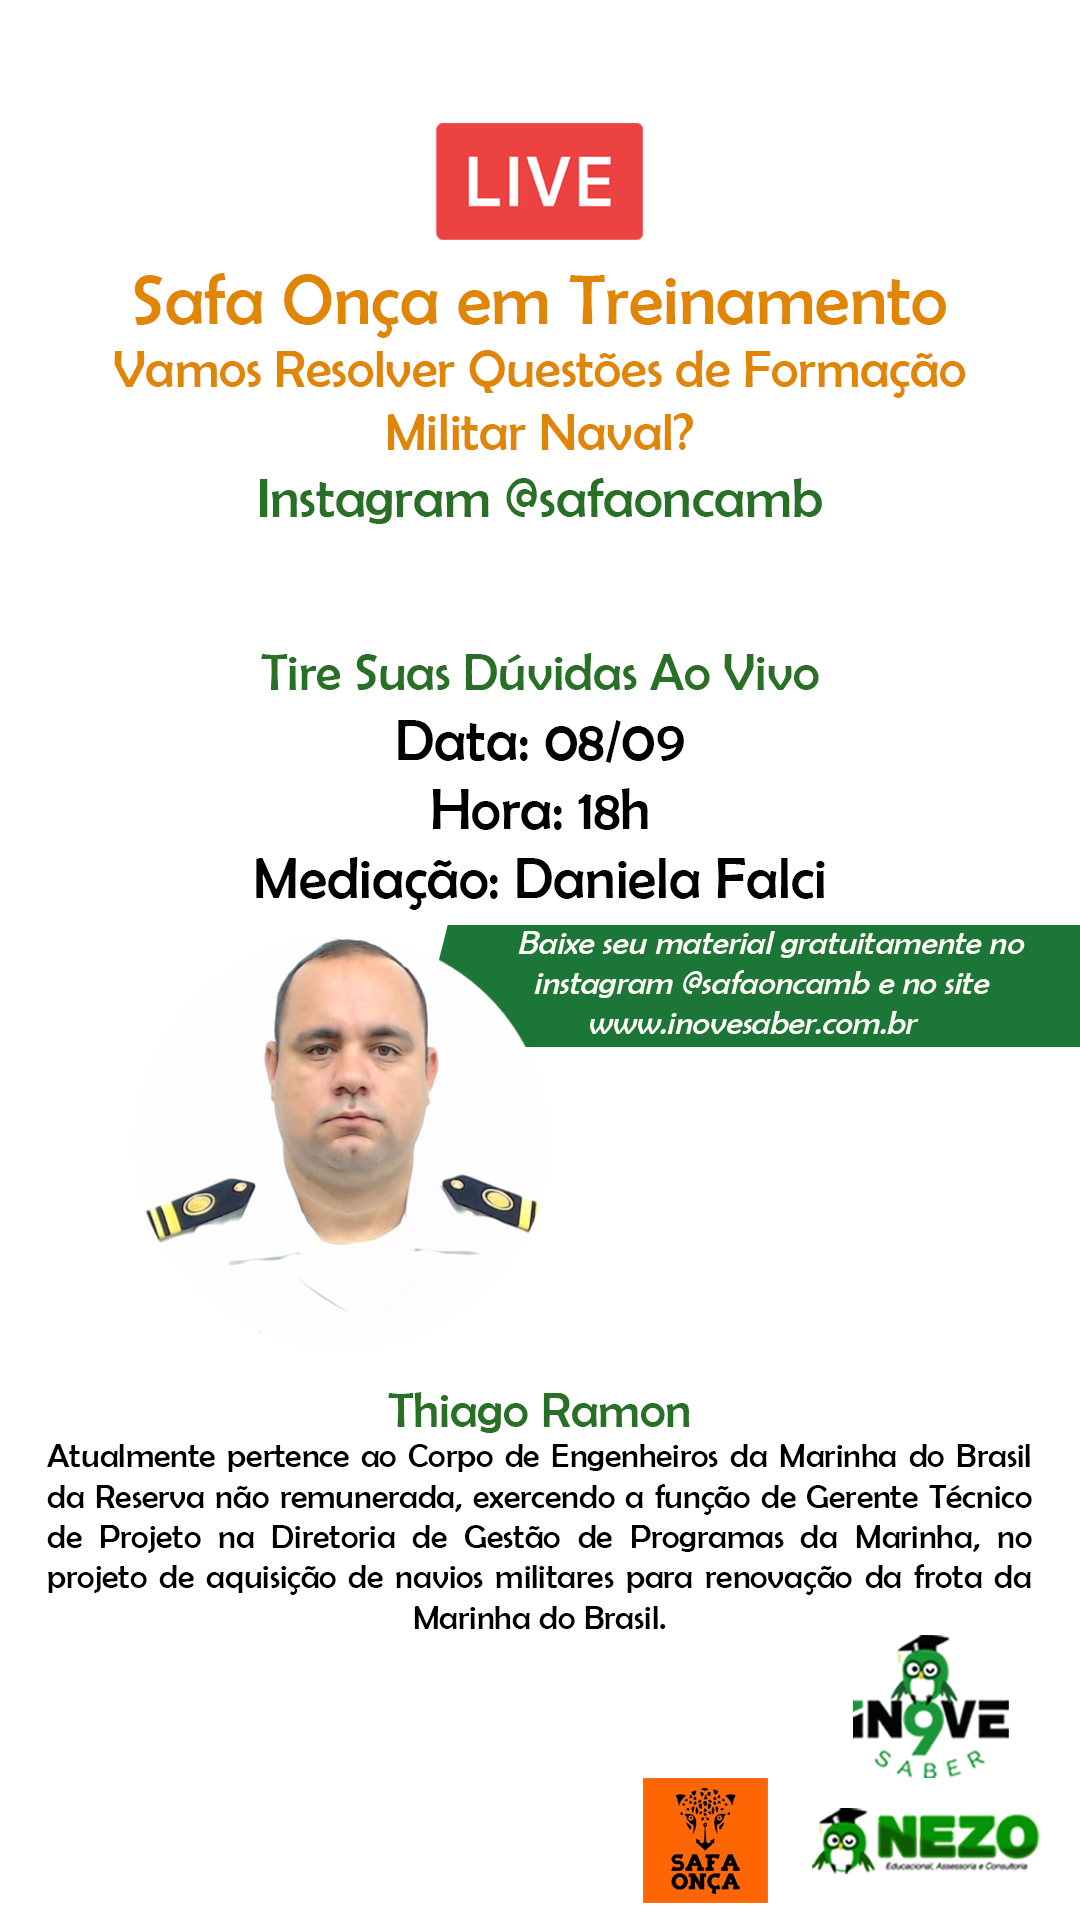 LIVE
Safa Onça em Treinamento
Vamos Resolver Questões de Formação
Militar Naval?
Instagram @safaoncamb
Tire Suas Dúvidas Ao Vivo
Data: 08/09
Hora: 18h
Mediação: Daniela Falci
Baixe seu material gratuitamente no
instagram @safaoncamb e no site
www.inovesaber.com.br
Thiago Ramon
Atualmente pertence ao Corpo de Engenheiros da Marinha do Brasil
da Reserva não remunerada, exercendo a função de Gerente Técnico
de Projeto na Diretoria de Gestão de Programas da Marinha, no
projeto de aquisição de navios militares para renovação da frota da
Marinha do Brasil.
iN9VE
SABER
SAFA
ONÇA
NEZO
Educacional, Assessoria e Consultoria